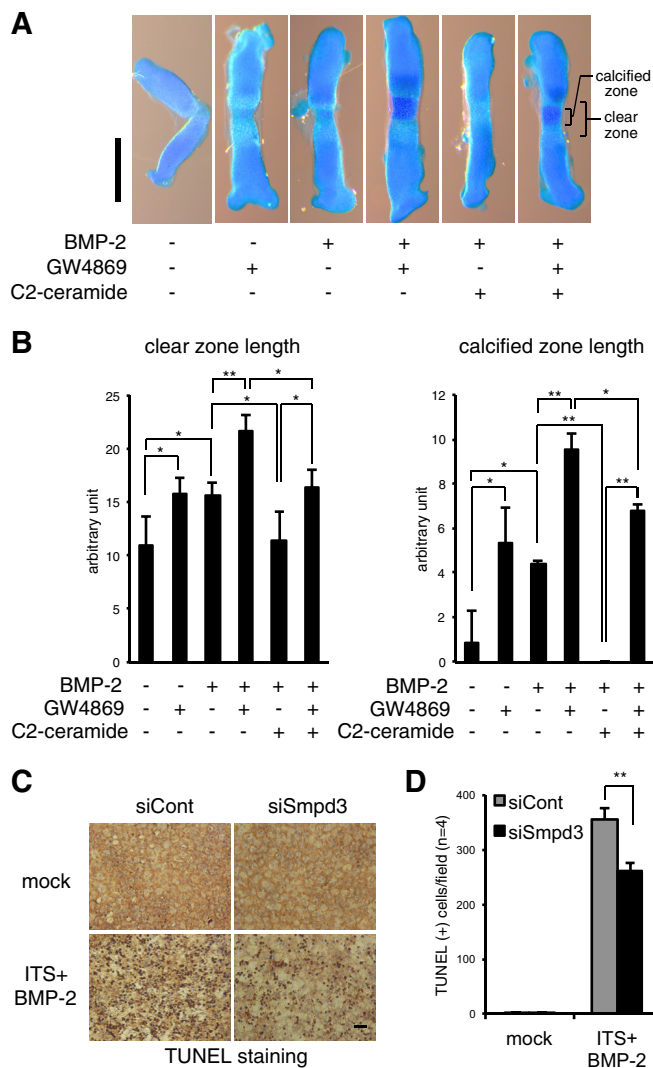 A
calcified
zone
clear
zone
BMP-2 - - + + + +
GW4869 - + - + - +
C2-ceramide - - - - + +
B
clear zone length
calcified zone length
arbitrary unit
25
20
15
10
5
0
* * ** * * *
BMP-2 - - + + + +
GW4869 - + - + - +
C2-ceramide - - - - + +
arbitrary unit
12
10
8
6
4
2
0
* * ** ** * **
BMP-2 - - + + + +
GW4869 - + - + - +
C2-ceramide - - - - + +
C
siCont siSmpd3
mock
ITS+
BMP-2
TUNEL staining
D
TUNEL (+) cells/field (n=4)
400
300
200
100
0
siCont
siSmpd3
**
mock
ITS+
BMP-2